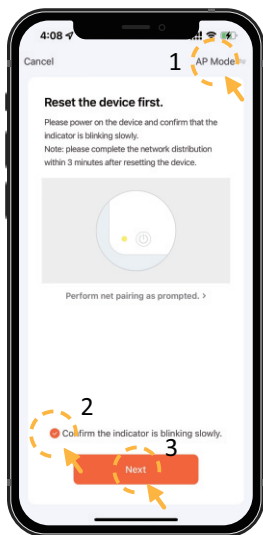 4:08
1
Cancel
AP Mode
Reset the device first.
Please power on the device and confirm that the
indicator is blinking slowly.
Note: please complete the network distribution
within 3 minutes after resetting the device.
Perform net pairing as prompted. >
2
Confirm the indicator is blinking slowly.
3
Next